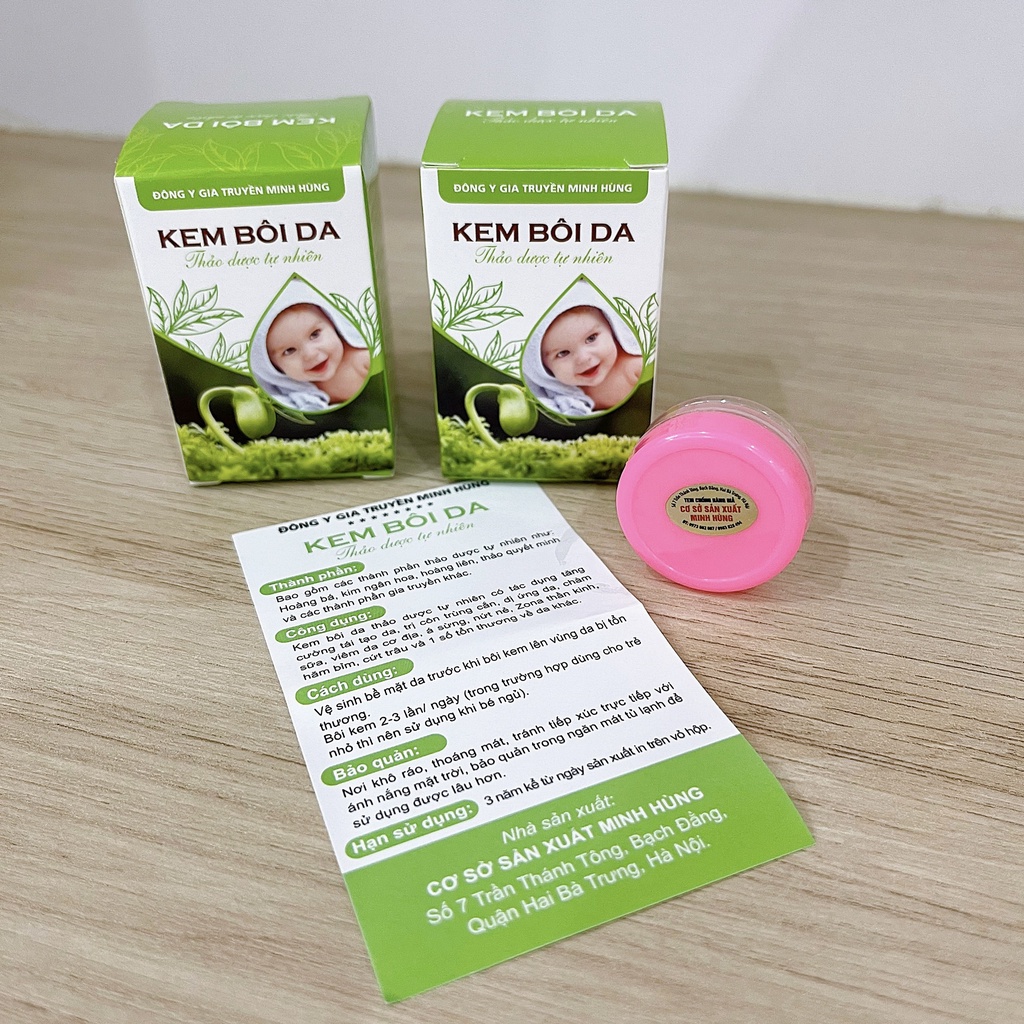 KEM BÔI DA
Thảo dược tự nhiên
ĐÔNG Y GIA TRUYỀN MINH HÙNG
KEM BÔI DA
Thảo dược tự nhiên
KEM BÔI DA
Thảo dược tự nhiên
ĐÔNG Y GIA TRUYỀN MINH HÙNG
KEM BÔI DA
Thảo dược tự nhiên
TEM CHỐNG HÀNG GIẢ
CƠ SỞ SẢN XUẤT
MINH HÙNG
ĐÔNG Y GIA TRUYỀN MINH HÙNG
********
KEM BÔI DA
Thảo dược tự nhiên
Thành phần:
Bao gồm các thành phần thảo dược tự nhiên như:
Hoàng bá, kim ngân hoa, hoàng liên, thảo quyết minh
và các thành phần gia truyền khác.
Công dụng:
Kem bôi da thảo dược tự nhiên có tác dụng tăng
cường tái tạo da, trị côn trùng cắn, dị ứng da, chàm
sữa, viêm da cơ địa, á sừng, nứt nẻ, Zona thần kinh,
hăm bỉm, cứt trâu và 1 số tổn thương về da khác.
Cách dùng:
Vệ sinh bề mặt da trước khi bôi kem lên vùng da bị tổn
thương.
Bôi kem 2-3 lần/ ngày (trong trường hợp dùng cho trẻ
nhỏ thì nên sử dụng khi bé ngủ).
Bảo quản:
Nơi khô ráo, thoáng mát, tránh tiếp xúc trực tiếp với
ánh nắng mặt trời, bảo quản trong ngăn mát tủ lạnh để
sử dụng được lâu hơn.
Hạn sử dụng: 3 năm kể từ ngày sản xuất in trên vỏ hộp.
Nhà sản xuất:
CƠ SỞ SẢN XUẤT MINH HÙNG
Số 7 Trần Thánh Tông, Bạch Đằng,
Quận Hai Bà Trưng, Hà Nội.